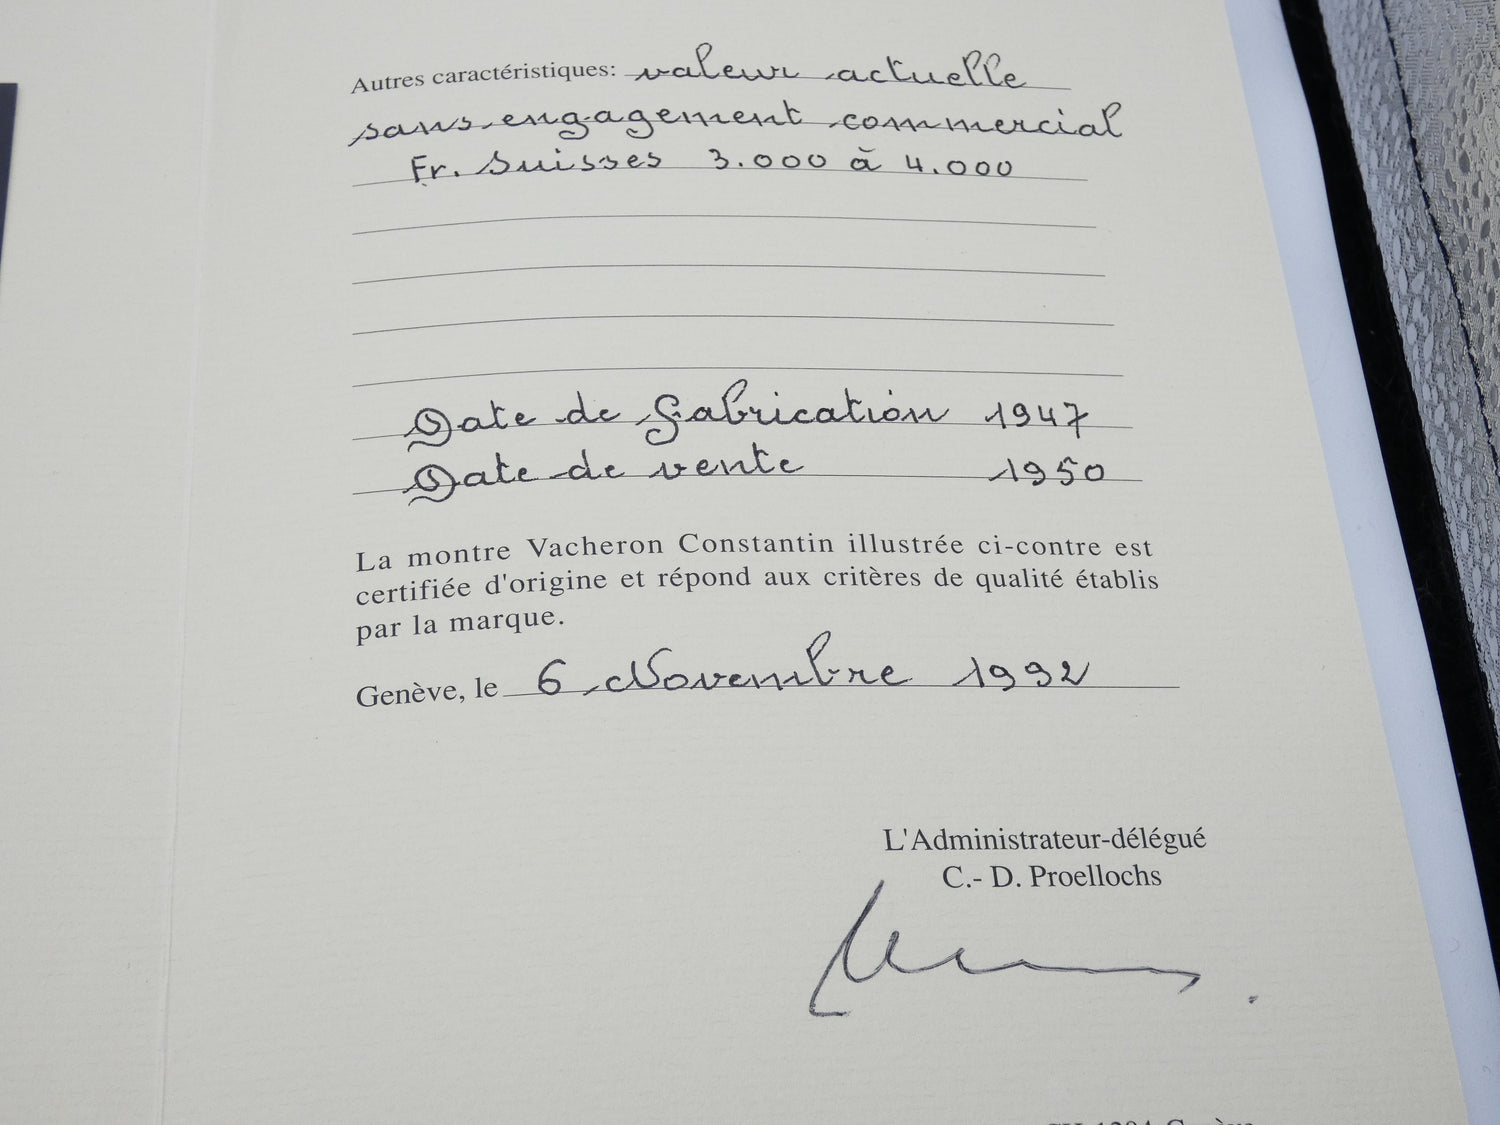 Autres caractéristiques: valeur actuelle
sans engagement commercial
Fr. Suisses 3.000 à 4.000
Date de fabrication 1947
Date de vente 1950
La montre Vacheron Constantin illustrée ci-contre est
certifiée d'origine et répond aux critères de qualité établis
par la marque.
Genève, le 6 Novembre 1992
L'Administrateur-délégué
C.- D. Proellochs